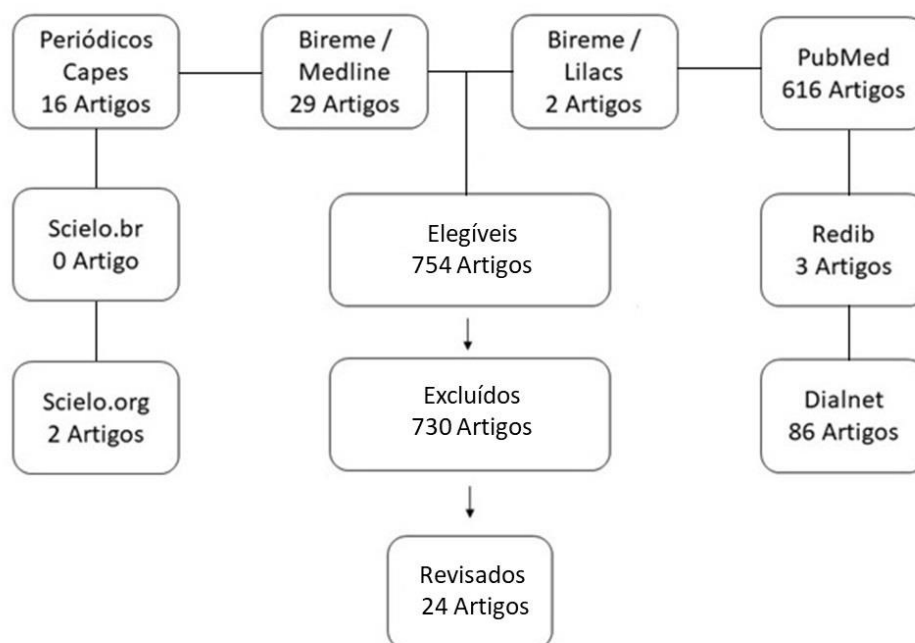 Periódicos
Capes
16 Artigos
Bireme /
Medline
29 Artigos
Bireme /
Lilacs
2 Artigos
PubMed
616 Artigos
Scielo.br
0 Artigo
Elegíveis
754 Artigos
Redib
3 Artigos
Scielo.org
2 Artigos
Excluídos
730 Artigos
Dialnet
86 Artigos
Revisados
24 Artigos